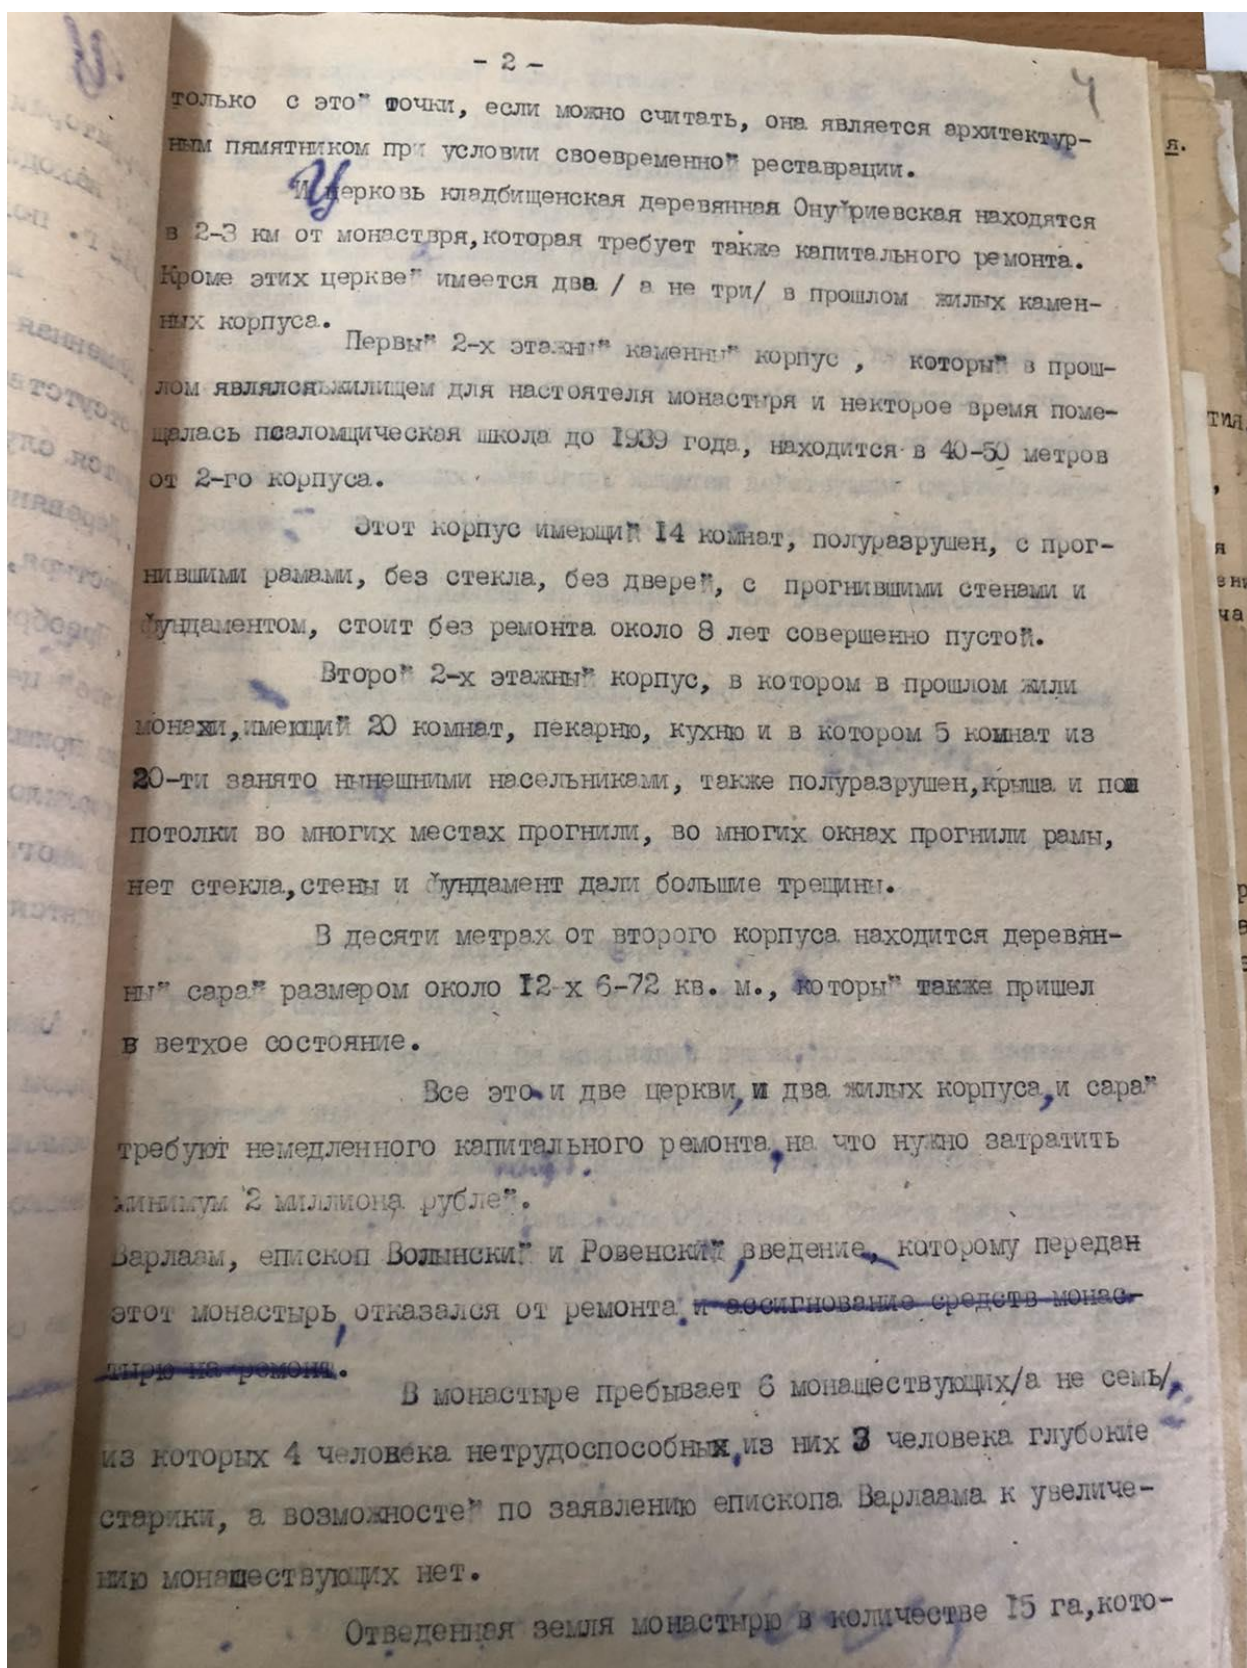 - 2 -
4
только с это" точки, если можно считать, она является архитектур-
ным пямятником при условии своевременно" реставрации.
Церковь кладбищенская деревянная Онуфриевская находятся
в 2-3 км от монаствря, которая требует также капитального ремонта.
Кроме этих церкве" имеется два / а не три/ в прошлом жилых камен-
ных корпуса.
Первы" 2-х этажны" каменны" корпус , которы" в прош-
лом являлся жилищем для настоятеля монастыря и некторое время поме-
щалась псаломщическая школа до 1939 года, находится в 40-50 метров
от 2-го корпуса.
Этот корпус имеющий 14 комнат, полуразрушен, с прог-
нившими рамами, без стекла, без двере", с прогнившими стенами и
фундаментом, стоит без ремонта около 8 лет совершенно пустой.
Второ" 2-х этажны" корпус, в котором в прошлом жили
монахи, имеющий 20 комнат, пекарню, кухню и в котором 5 комнат из
20-ти занято нынешними насельниками, также полуразрушен, крыша и
потолки во многих местах прогнили, во многих окнах прогнили рамы,
нет стекла, стены и фундамент дали большие трещины.
В десяти метрах от второго корпуса находится деревян-
ны" сара" размером около 12 х 6-72 кв. м., которы" также пришел
в ветхое состояние.
Все это и две церкви, и два жилых корпуса, и сара"
требуют немедленного капитального ремонта, на что нужно затратить
минимум 2 миллиона рубле".
Варлаам, епископ Волынски" и Ровенский, введение, которому передан
этот монастырь, отказался от ремонта. и ассигнование средств монас-
тырю на ремонт.
В монастыре пребывает 6 монашествующих/а не семь/,
из которых 4 человека нетрудоспособных, из них 3 человека глубокие
старики, а возможносте" по заявлению епископа Варлаама к увеличе-
нию монашествующих нет.
Отведенная земля монастырю в количестве 15 га, кото-